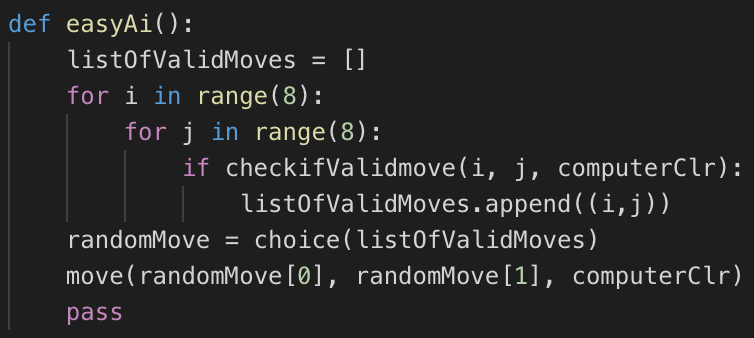 def easyAi():
    listOfValidMoves = []
    for i in range(8):
        for j in range(8):
            if checkifValidmove(i, j, computerClr):
                listOfValidMoves.append((i,j))
    randomMove = choice(listOfValidMoves)
    move(randomMove[0], randomMove[1], computerClr)
    pass